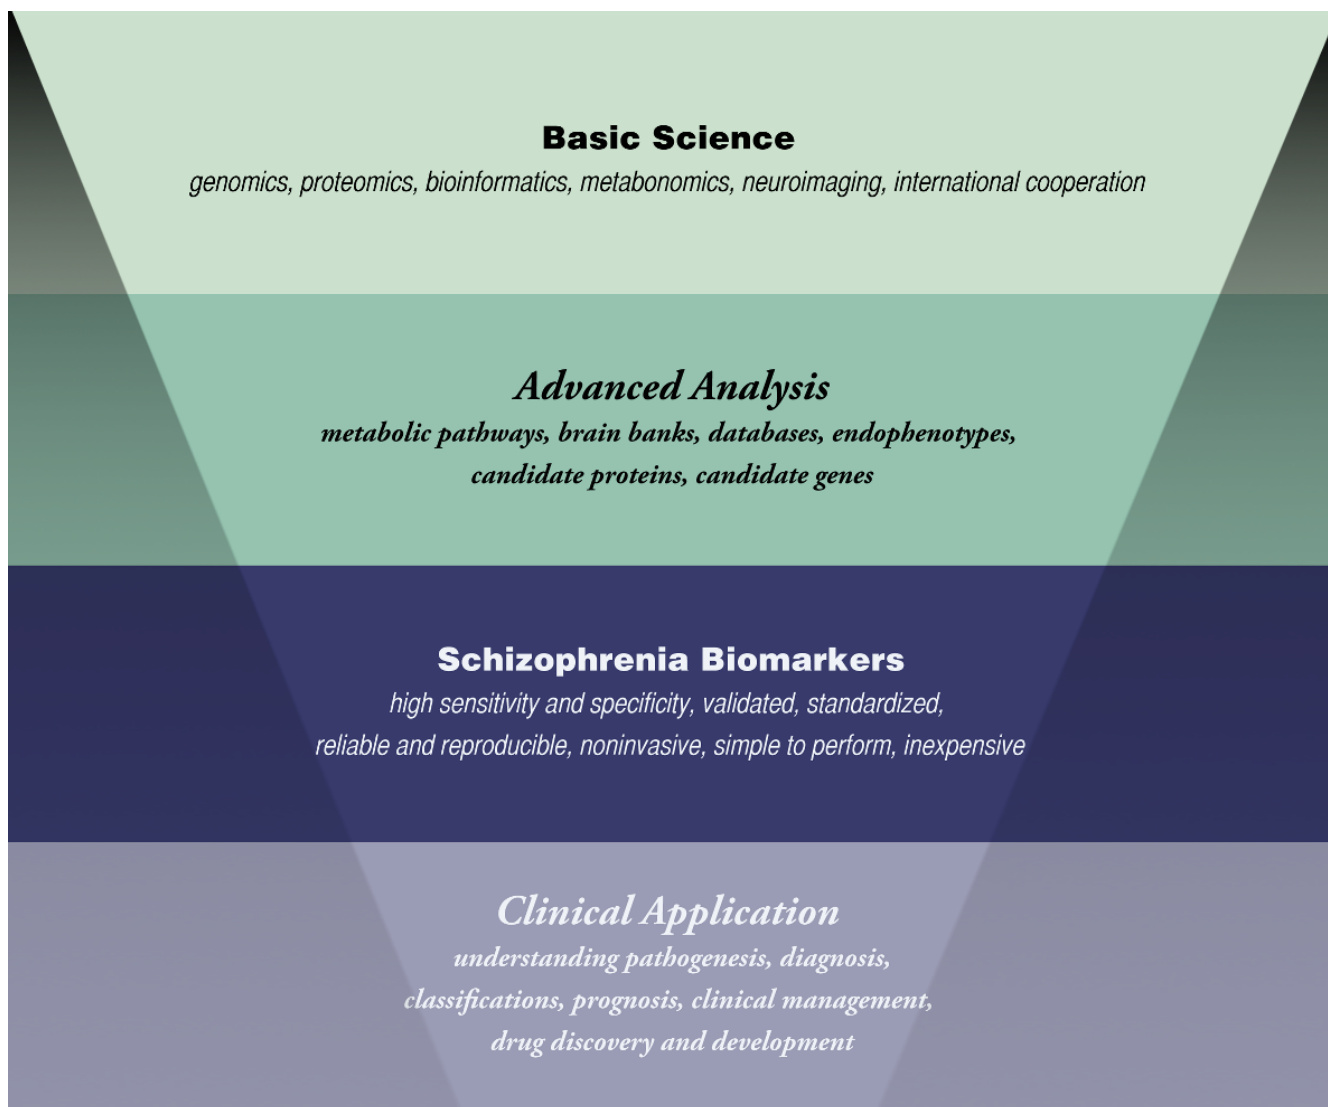 Basic Science
genomics, proteomics, bioinformatics, metabonomics, neuroimaging, international cooperation
Advanced Analysis
metabolic pathways, brain banks, databases, endophenotypes,
candidate proteins, candidate genes
Schizophrenia Biomarkers
high sensitivity and specificity, validated, standardized,
reliable and reproducible, noninvasive, simple to perform, inexpensive
Clinical Application
understanding pathogenesis, diagnosis,
classifications, prognosis, clinical management,
drug discovery and development